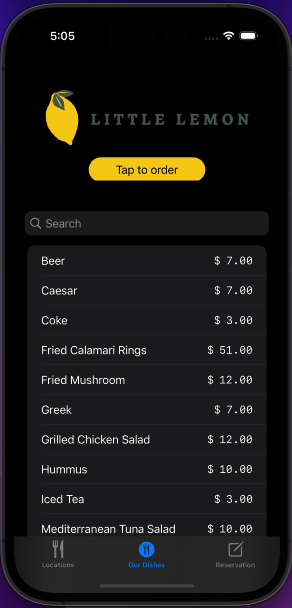 5:05
LITTLE LEMON
Tap to order
Search
Beer $ 7.00
Caesar $ 7.00
Coke $ 3.00
Fried Calamari Rings $ 51.00
Fried Mushroom $ 12.00
Greek $ 7.00
Grilled Chicken Salad $ 12.00
Hummus $ 10.00
Iced Tea $ 3.00
Mediterranean Tuna Salad $ 10.00
Locations Our Dishes Reservation